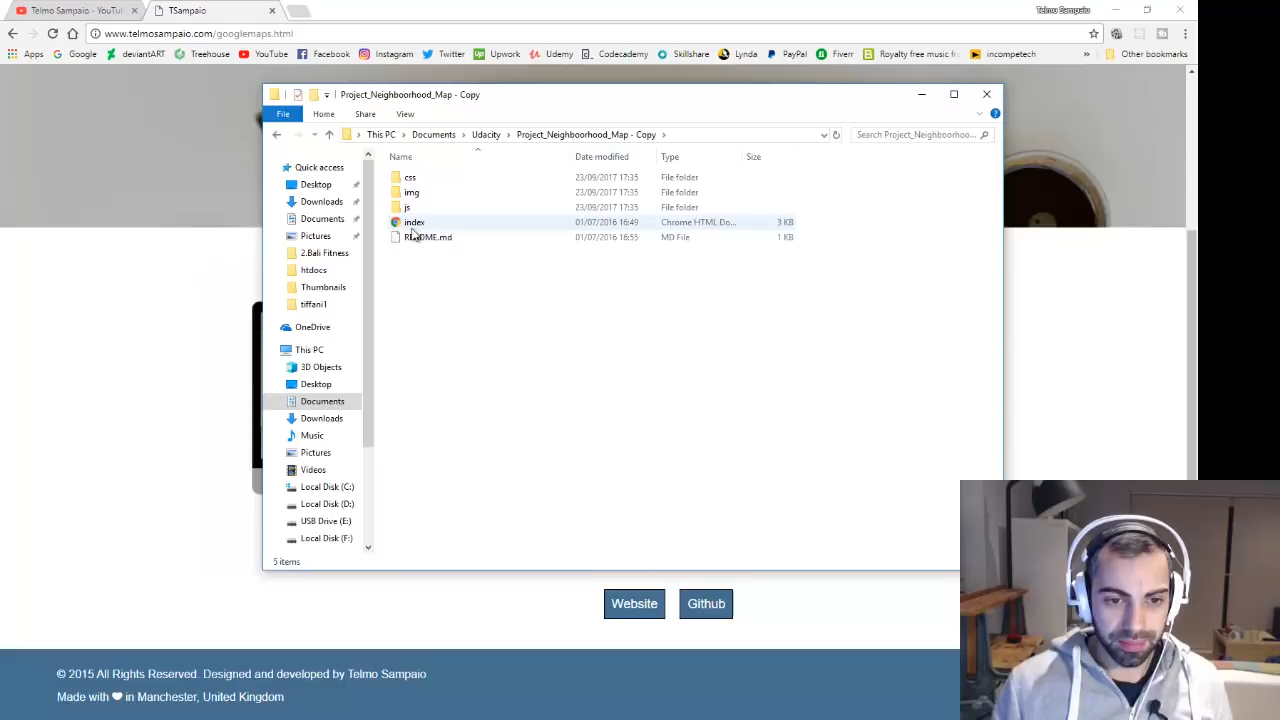 Telmo Sampaio - YouTub
TSampaio
Telmo Sampaio
www.telmosampaio.com/googlemaps.html
Apps
Google
deviantART
Treehouse
YouTube
Facebook
Instagram
Twitter
Upwork
Udemy
Codecademy
Skillshare
Lynda
PayPal
Fiverr
Royalty free music f
incompetech
»
Other bookmarks
Project_Neighboorhood_Map - Copy
File
Home
Share
View
This PC > Documents > Udacity > Project_Neighboorhood_Map - Copy >
Search Project_Neighboorhoo...
Name
Date modified
Type
Size
css
23/09/2017 17:35
File folder
img
23/09/2017 17:35
File folder
js
23/09/2017 17:35
File folder
index
01/07/2016 16:49
Chrome HTML Do...
3 KB
README.md
01/07/2016 16:55
MD File
1 KB
Quick access
Desktop
Downloads
Documents
Pictures
2.Bali Fitness
htdocs
Thumbnails
tiffani1
OneDrive
This PC
3D Objects
Desktop
Documents
Downloads
Music
Pictures
Videos
Local Disk (C:)
Local Disk (D:)
USB Drive (E:)
Local Disk (F:)
5 items
Website
Github
© 2015 All Rights Reserved. Designed and developed by Telmo Sampaio
Made with ❤ in Manchester, United Kingdom